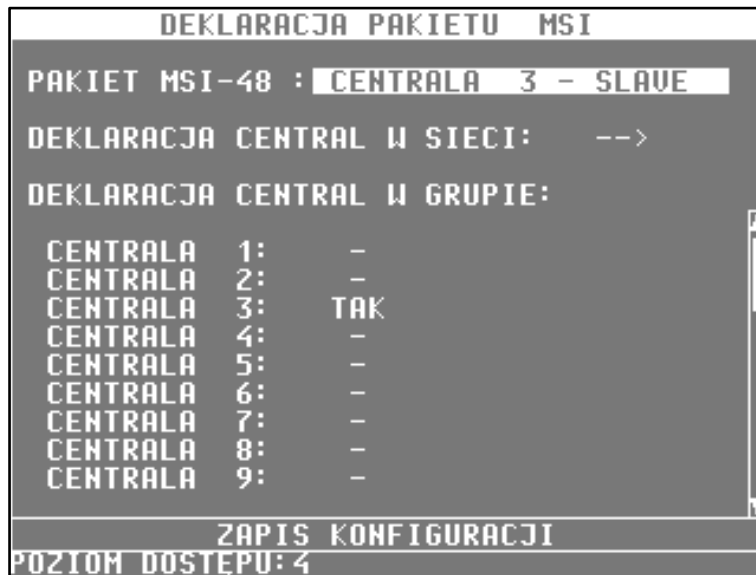 DEKLARACJA PAKIETU MSI
PAKIET MSI-48 : CENTRALA 3 - SLAVE
DEKLARACJA CENTRAL W SIECI: -->
DEKLARACJA CENTRAL W GRUPIE:
CENTRALA 1: -
CENTRALA 2: -
CENTRALA 3: TAK
CENTRALA 4: -
CENTRALA 5: -
CENTRALA 6: -
CENTRALA 7: -
CENTRALA 8: -
CENTRALA 9: -
ZAPIS KONFIGURACJI
POZIOM DOSTĘPU: 4